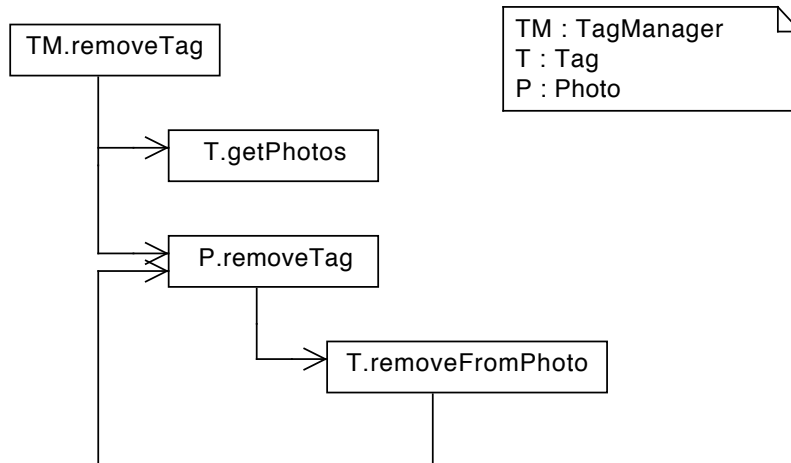 TM.removeTag
TM : TagManager
T : Tag
P : Photo
T.getPhotos
P.removeTag
T.removeFromPhoto